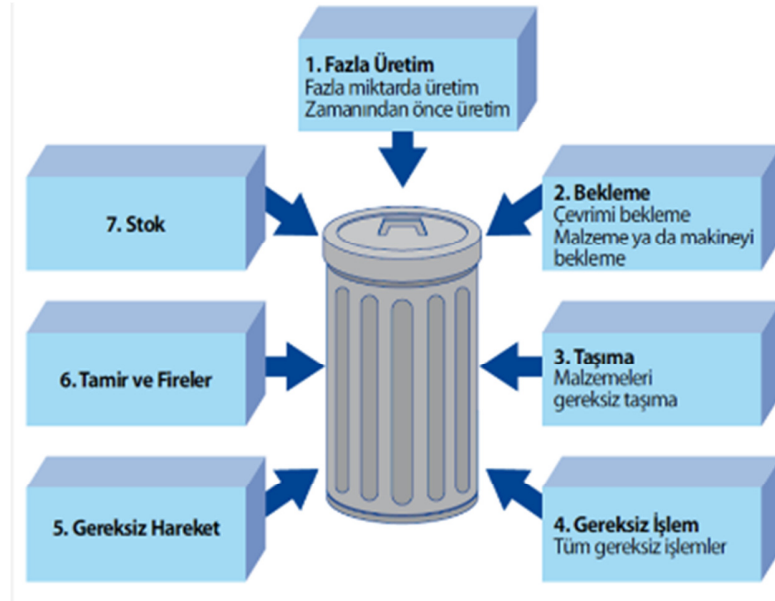 1. Fazla Üretim
Fazla miktarda üretim
Zamanından önce üretim
2. Bekleme
Çevrimi bekleme
Malzeme ya da makineyi
bekleme
3. Taşıma
Malzemeleri
gereksiz taşıma
4. Gereksiz İşlem
Tüm gereksiz işlemler
5. Gereksiz Hareket
6. Tamir ve Fireler
7. Stok